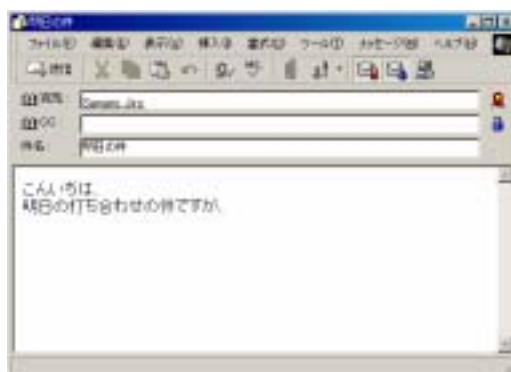 明日の件
ファイル(F) 編集(E) 表示(V) 挿入(I) 書式(O) ツール(T) メッセージ(M) ヘルプ(H)
送信
宛先:
CC:
件名: 明日の件
こんいちは
明日の打ち合わせの件ですが、